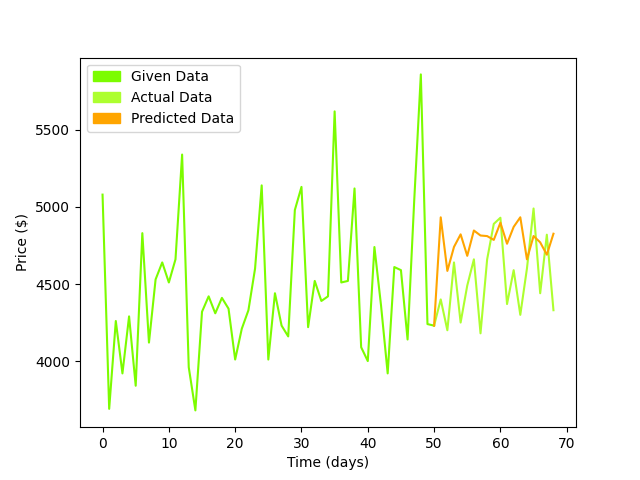 Given Data
Actual Data
Predicted Data
5500
5000
4500
4000
Price ($)
0 10 20 30 40 50 60 70
Time (days)